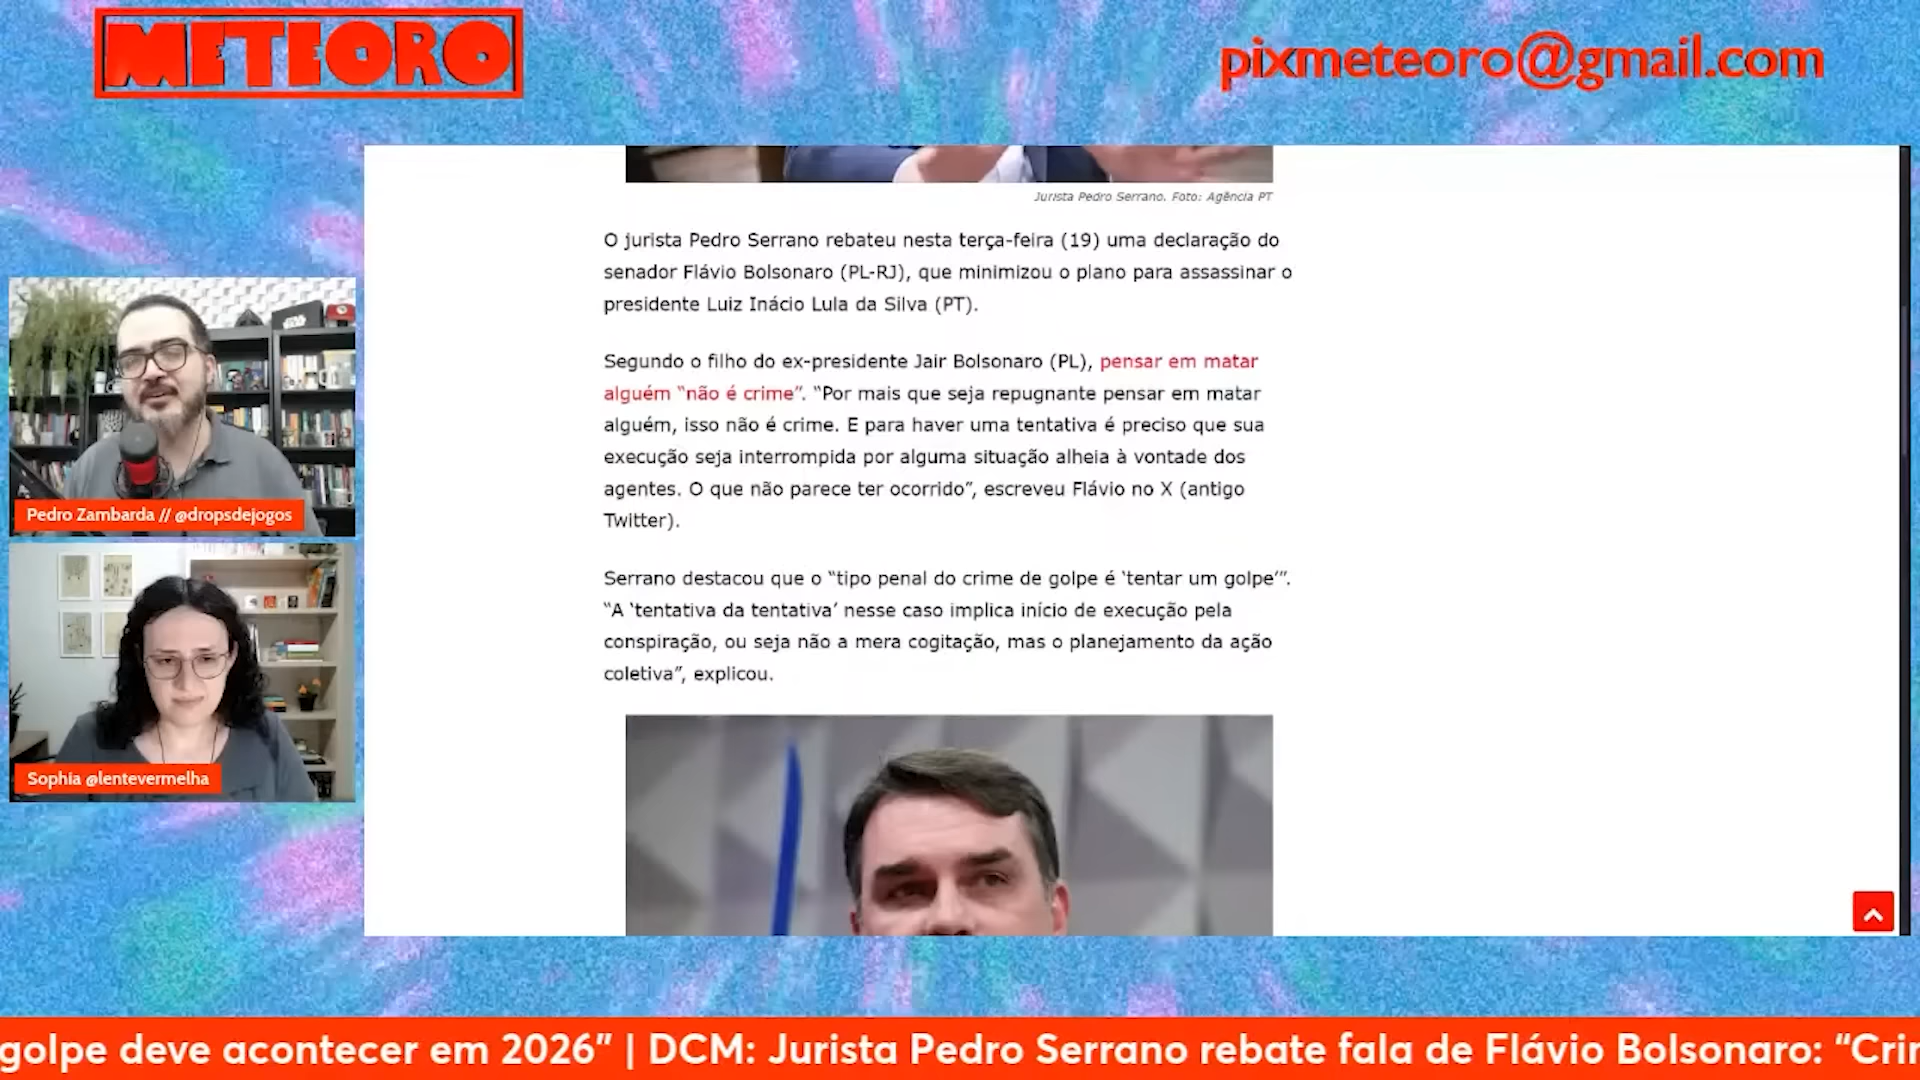 METEORO
pixmeteoro@gmail.com
Jurista Pedro Serrano. Foto: Agência PT
O jurista Pedro Serrano rebateu nesta terça-feira (19) uma declaração do
senador Flávio Bolsonaro (PL-RJ), que minimizou o plano para assassinar o
presidente Luiz Inácio Lula da Silva (PT).
Segundo o filho do ex-presidente Jair Bolsonaro (PL), pensar em matar
alguém “não é crime”. “Por mais que seja repugnante pensar em matar
alguém, isso não é crime. E para haver uma tentativa é preciso que sua
execução seja interrompida por alguma situação alheia à vontade dos
agentes. O que não parece ter ocorrido”, escreveu Flávio no X (antigo
Twitter).
Serrano destacou que o “tipo penal do crime de golpe é ‘tentar um golpe’”.
“A ‘tentativa da tentativa’ nesse caso implica início de execução pela
conspiração, ou seja não a mera cogitação, mas o planejamento da ação
coletiva”, explicou.
Pedro Zambarda // @dropsdejogos
Sophia @lentevermelha
golpe deve acontecer em 2026” | DCM: Jurista Pedro Serrano rebate fala de Flávio Bolsonaro: “Crir